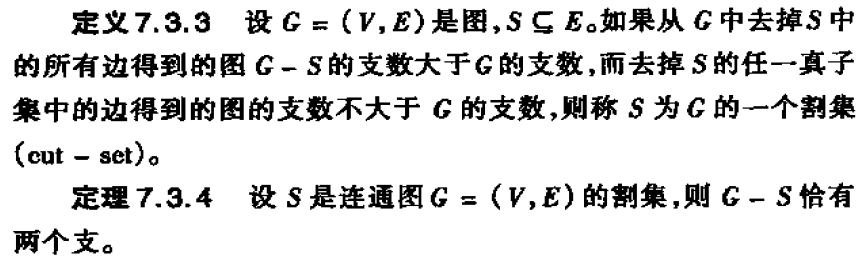 定义7.3.3 设 G = (V,E)是图,S ⊆ E。如果从 G 中去掉S 中
的所有边得到的图 G - S的支数大于G的支数,而去掉 S的任一真子
集中的边得到的图的支数不大于 G 的支数,则称 S 为 G 的一个割集
(cut - set)。
定理7.3.4 设 S 是连通图 G = (V,E)的割集,则 G - S 恰有
两个支。